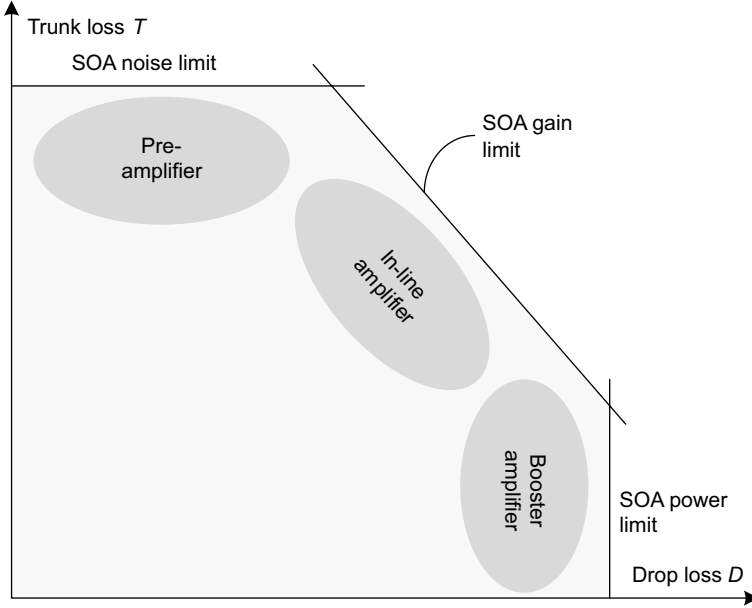 Trunk loss T
SOA noise limit
SOA gain
limit
Pre-
amplifier
In-line
amplifier
Booster
amplifier
SOA power
limit
Drop loss D